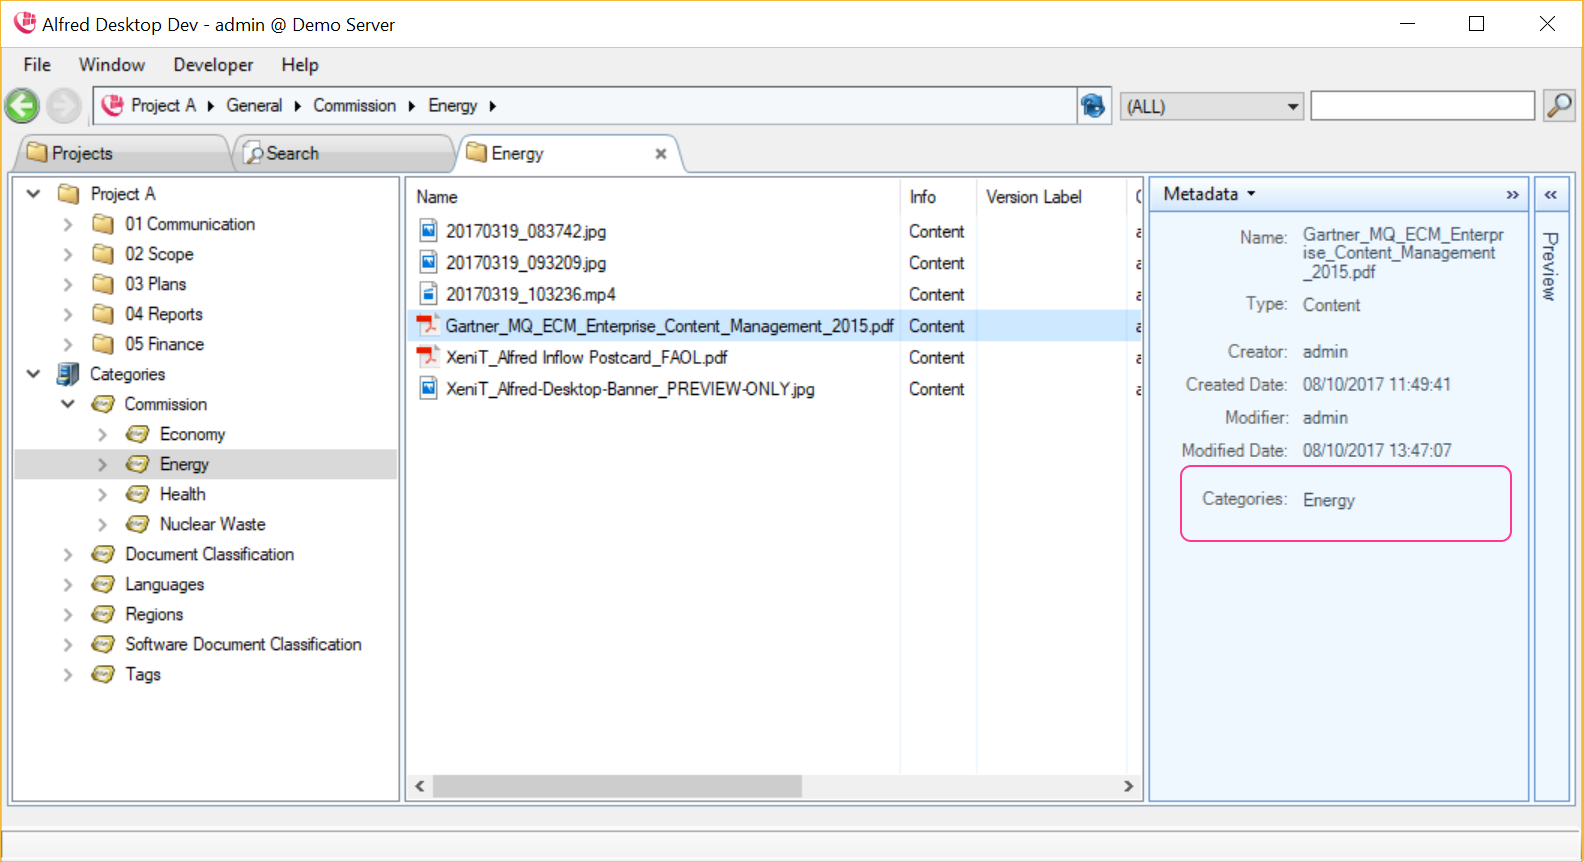 Alfred Desktop Dev - admin @ Demo Server
File Window Developer Help
Project A General Commission Energy
(ALL)
Projects Search Energy
Project A
01 Communication
02 Scope
03 Plans
04 Reports
05 Finance
Categories
Commission
Economy
Energy
Health
Nuclear Waste
Document Classification
Languages
Regions
Software Document Classification
Tags
Name Info Version Label
20170319_083742.jpg Content
20170319_093209.jpg Content
20170319_103236.mp4 Content
Gartner_MQ_ECM_Enterprise_Content_Management_2015.pdf Content
XeniT_Alfred Inflow Postcard_FAOL.pdf Content
XeniT_Alfred-Desktop-Banner_PREVIEW-ONLY.jpg Content
Metadata
Name: Gartner_MQ_ECM_Enterpr
ise_Content_Management
_2015.pdf
Type: Content
Creator: admin
Created Date: 08/10/2017 11:49:41
Modifier: admin
Modified Date: 08/10/2017 13:47:07
Categories: Energy
Preview